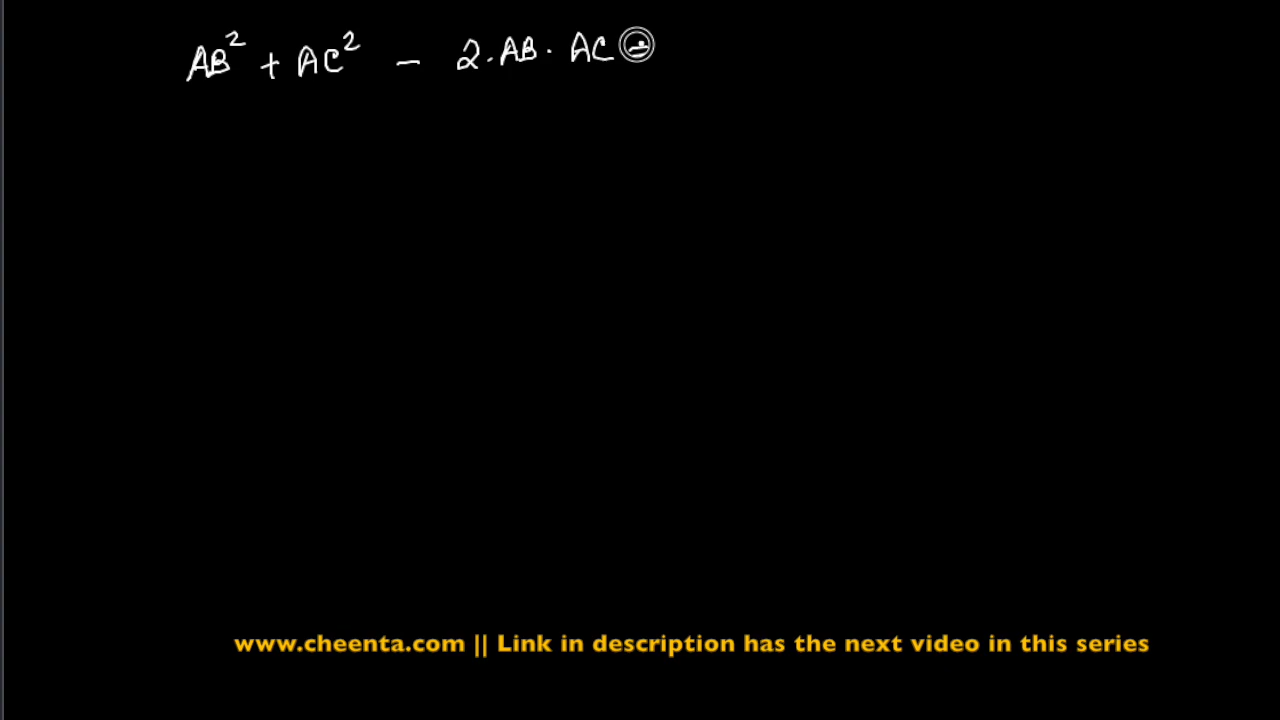 AB² + AC² - 2 · AB · AC
www.cheenta.com || Link in description has the next video in this series